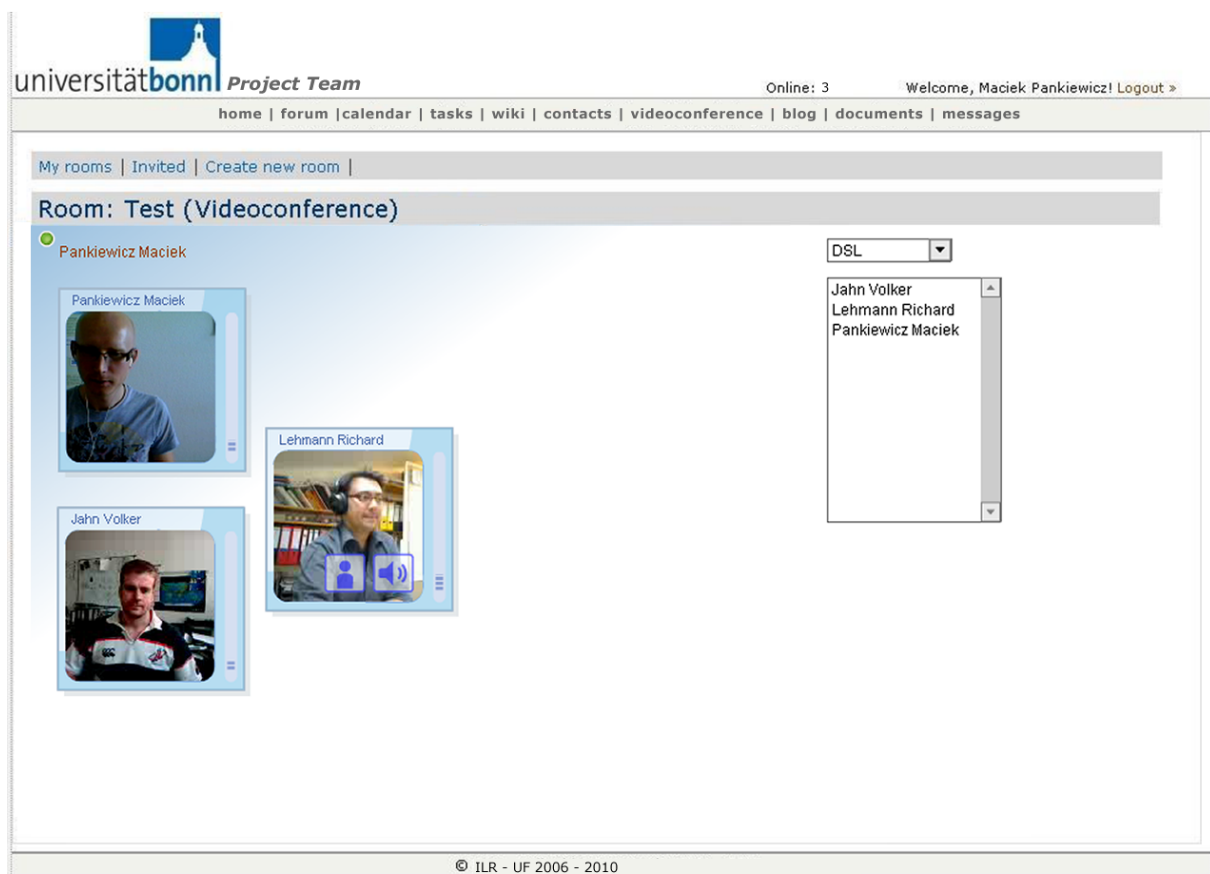 universitätbonn Project Team
Online: 3 Welcome, Maciek Pankiewicz! Logout »
home | forum |calendar | tasks | wiki | contacts | videoconference | blog | documents | messages
My rooms | Invited | Create new room |
Room: Test (Videoconference)
Pankiewicz Maciek
DSL
Jahn Volker
Lehmann Richard
Pankiewicz Maciek
Pankiewicz Maciek
Lehmann Richard
Jahn Volker
© ILR - UF 2006 - 2010